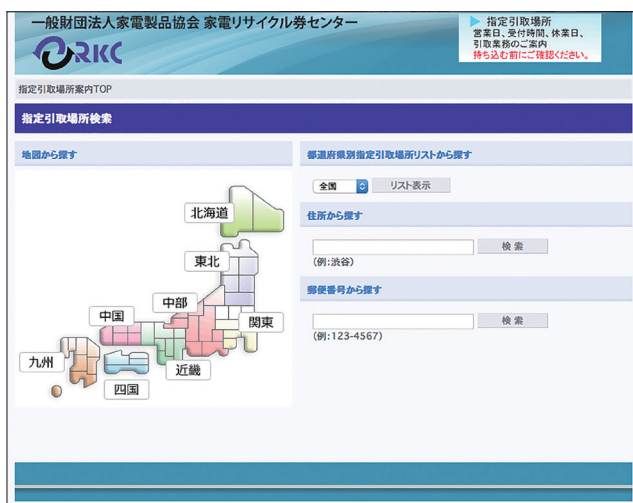 一般財団法人家電製品協会 家電リサイクル券センター
RKC
指定引取場所
営業日、受付時間、休業日、
引取業務のご案内
持ち込む前にご確認ください。
指定引取場所案内TOP
指定引取場所検索
地図から探す
北海道
東北
中部
中国
関東
九州
近畿
四国
都道府県別指定引取場所リストから探す
全国 リスト表示
住所から探す
検索
(例:渋谷)
郵便番号から探す
検索
(例:123-4567)